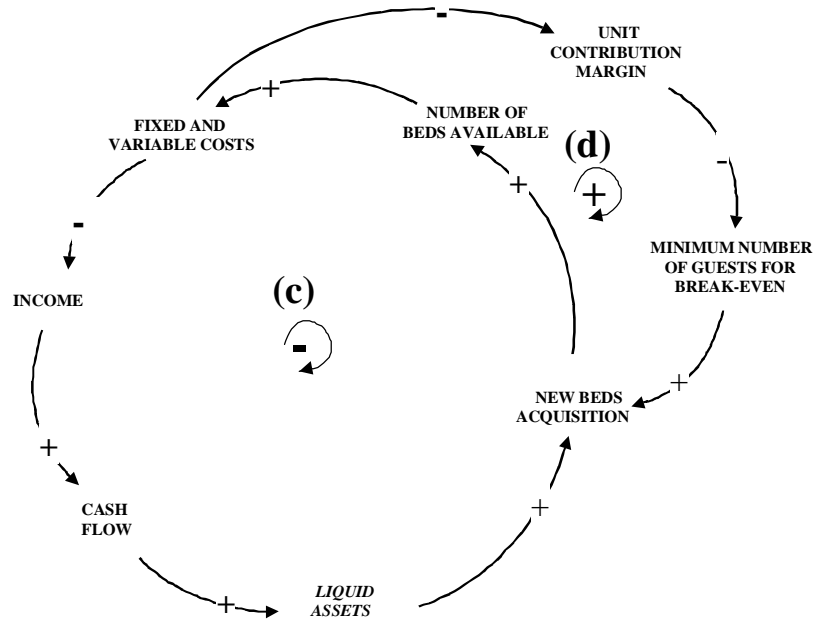 -
UNIT
CONTRIBUTION
MARGIN
+
NUMBER OF
BEDS AVAILABLE
FIXED AND
VARIABLE COSTS
(d)
+
-
+
-
MINIMUM NUMBER
OF GUESTS FOR
BREAK-EVEN
INCOME
(c)
-
+
NEW BEDS
ACQUISITION
+
+
CASH
FLOW
LIQUID
ASSETS
+